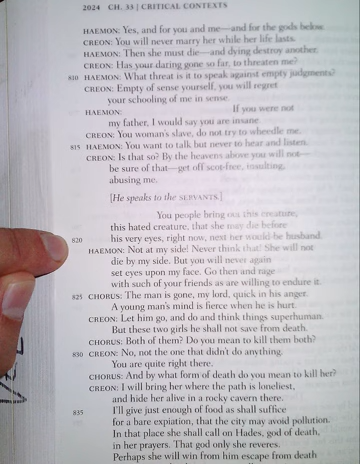 2024 CH. 33 | CRITICAL CONTEXTS
HAEMON: Yes, and for you and me—and for the gods below.
CREON: You will never marry her while her life lasts.
HAEMON: Then she must die—and dying destroy another.
CREON: Has your daring gone so far, to threaten me?
810 HAEMON: What threat is it to speak against empty judgments?
CREON: Empty of sense yourself, you will regret
your schooling of me in sense.
HAEMON: If you were not
my father, I would say you are insane.
CREON: You woman's slave, do not try to wheedle me.
815 HAEMON: You want to talk but never to hear and listen.
CREON: Is that so? By the heavens above you will not—
be sure of that—get off scot-free, insulting,
abusing me.
[He speaks to the SERVANTS.]
You people bring out this creature,
this hated creature, that she may die before
820 his very eyes, right now, next her would-be husband.
HAEMON: Not at my side! Never think that! She will not
die by my side. But you will never again
set eyes upon my face. Go then and rage
with such of your friends as are willing to endure it.
825 CHORUS: The man is gone, my lord, quick in his anger.
A young man's mind is fierce when he is hurt.
CREON: Let him go, and do and think things superhuman.
But these two girls he shall not save from death.
CHORUS: Both of them? Do you mean to kill them both?
830 CREON: No, not the one that didn't do anything.
You are quite right there.
CHORUS: And by what form of death do you mean to kill her?
CREON: I will bring her where the path is loneliest,
and hide her alive in a rocky cavern there.
835 I'll give just enough of food as shall suffice
for a bare expiation, that the city may avoid pollution.
In that place she shall call on Hades, god of death,
in her prayers. That god only she reveres.
Perhaps she will win from him escape from death